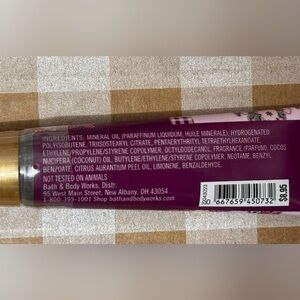 INGREDIENTS: MINERAL OIL (PARAFFINUM LIQUIDUM, HUILE MINERALE), HYDROGENATED
POLYISOBUTENE, TRIISOSTEARYL CITRATE, PENTAERYTHRITYL TETRAETHYLHEXANOATE,
ETHYLENE/PROPYLENE/STYRENE COPOLYMER, OCTYLDODECANOL, FRAGRANCE (PARFUM), COCOS
NUCIFERA (COCONUT) OIL, BUTYLENE/ETHYLENE/STYRENE COPOLYMER, NEOTAME, BENZYL
BENZOATE, CITRUS AURANTIUM PEEL OIL, LIMONENE, BENZALDEHYDE.
NOT TESTED ON ANIMALS
Bath & Body Works, Distr.
95 West Main Street, New Albany, OH 43054
1-800-395-1001 Shop bathandbodyworks.com
667659 450732
$8.95